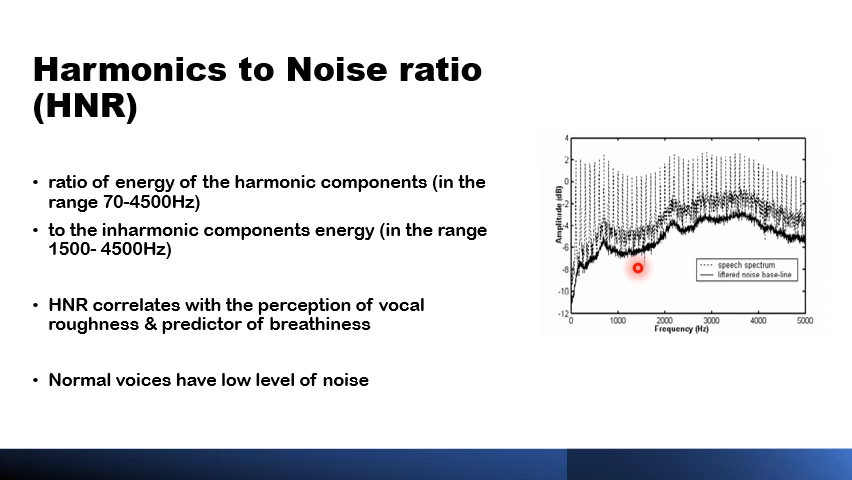 Harmonics to Noise ratio
(HNR)
• ratio of energy of the harmonic components (in the
range 70-4500Hz)
• to the inharmonic components energy (in the range
1500- 4500Hz)
• HNR correlates with the perception of vocal
roughness & predictor of breathiness
• Normal voices have low level of noise
4
2
0
-2
-4
-6
-8
-10
-12
Amplitude (dB)
speech spectrum
liftered noise base-line
0 1000 2000 3000 4000 5000
Frequency (Hz)